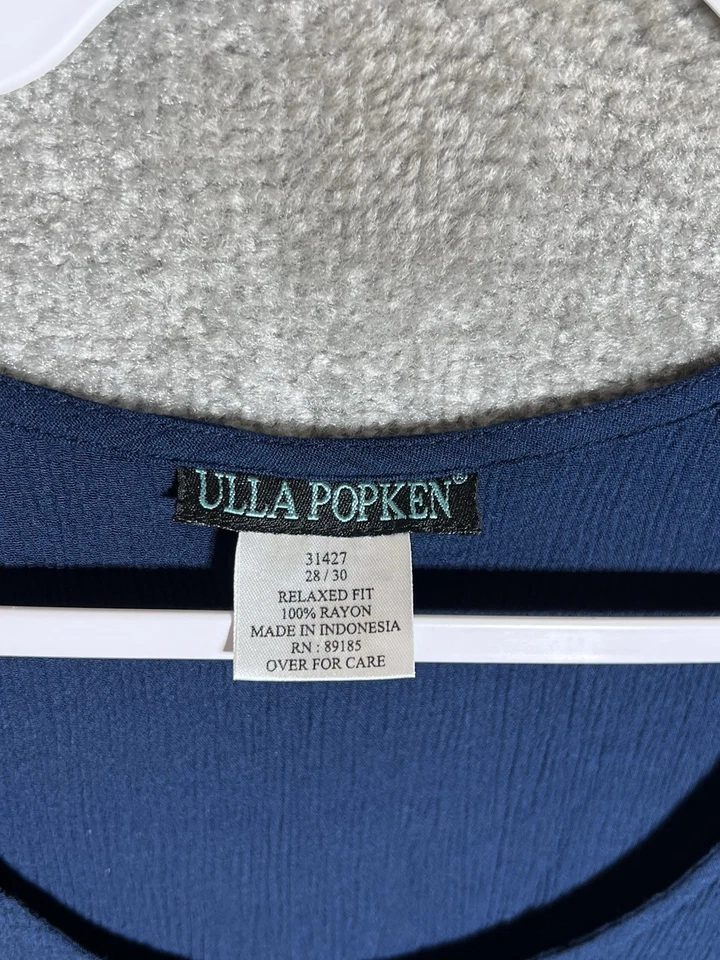 ULLA POPKEN®
31427
28 / 30
RELAXED FIT
100% RAYON
MADE IN INDONESIA
RN : 89185
OVER FOR CARE